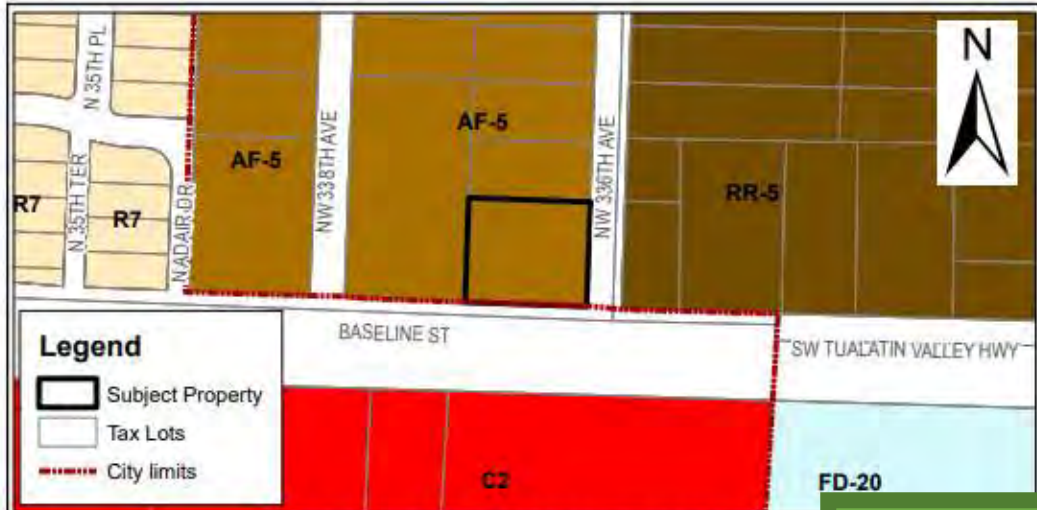 N
N 35TH PL
AF-5
AF-5
NW 338TH AVE
NW 336TH AVE
RR-5
N 35TH TER
R7
R7
N ADAIR DR
BASELINE ST
SW TUALATIN VALLEY HWY
Legend
Subject Property
Tax Lots
City limits
C2
FD-20